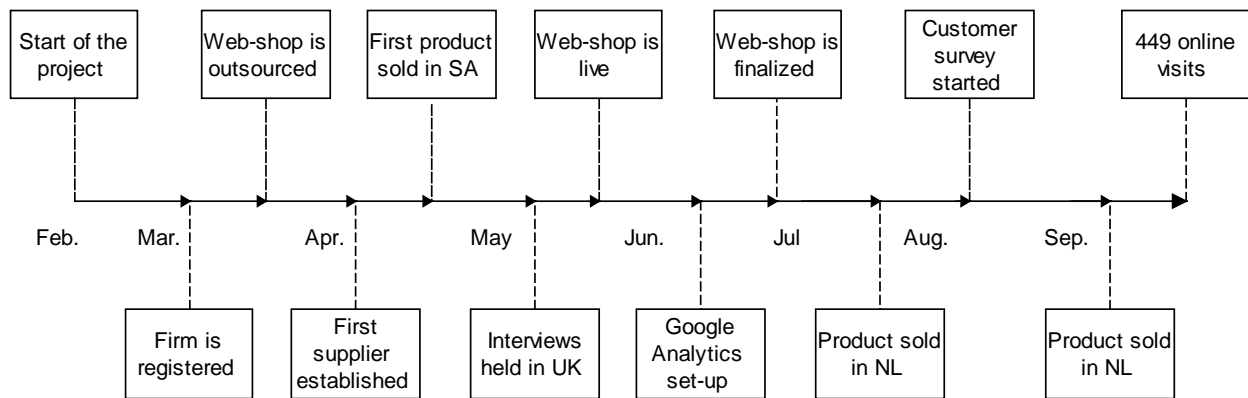 Start of the
project
Web-shop is
outsourced
First product
sold in SA
Web-shop is
live
Web-shop is
finalized
Customer
survey
started
449 online
visits
Feb.
Mar.
Apr.
May
Jun.
Jul
Aug.
Sep.
Firm is
registered
First
supplier
established
Interviews
held in UK
Google
Analytics
set-up
Product sold
in NL
Product sold
in NL